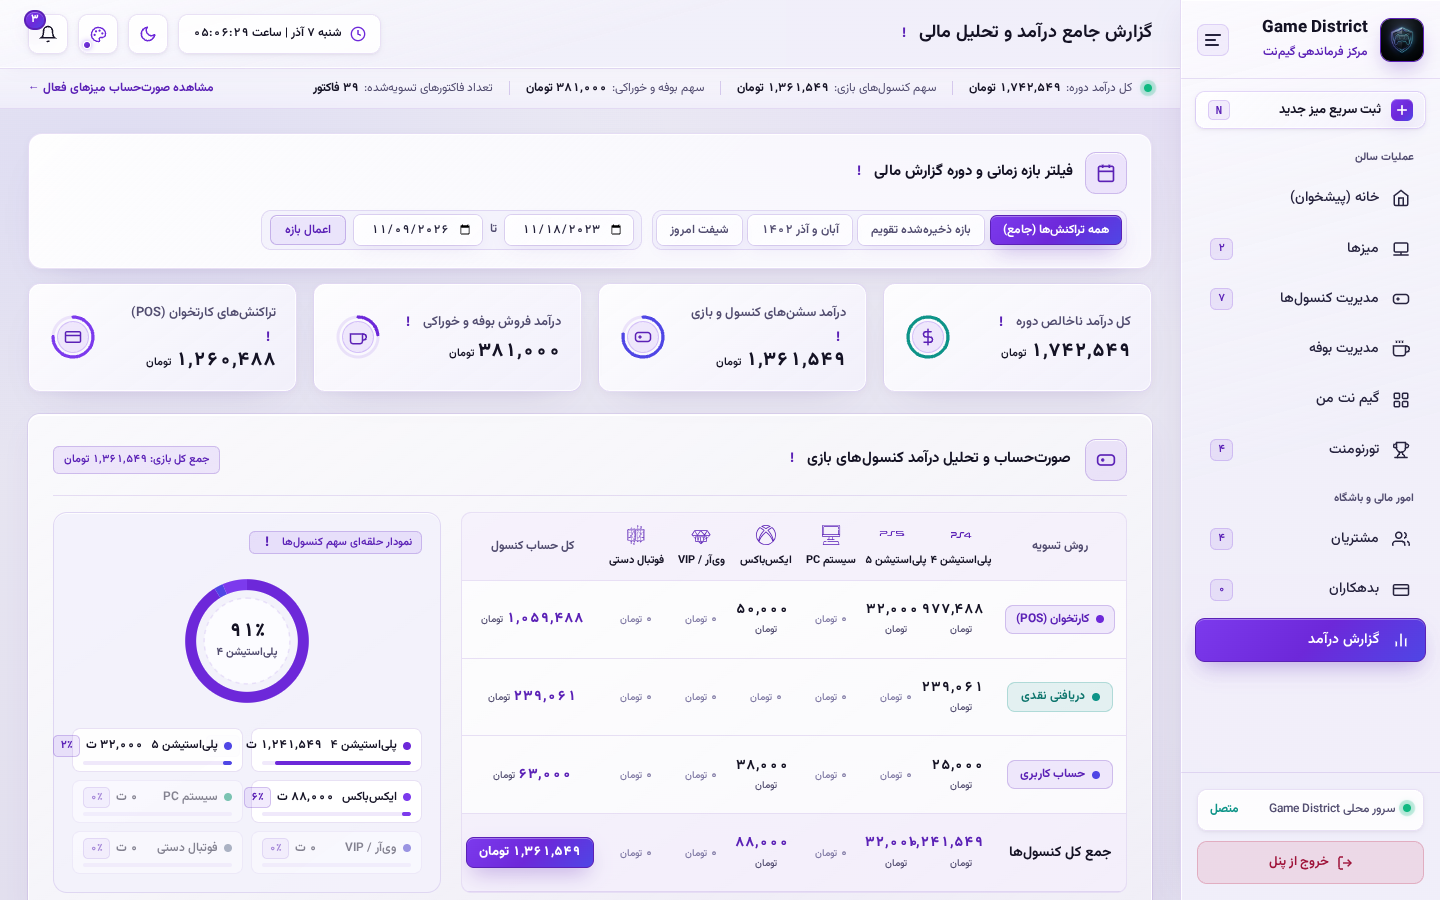 Game District
مرکز فرماندهی گیم‌نت
ثبت سریع میز جدید N
عملیات سالن
خانه (پیشخوان)
میزها ۲
مدیریت کنسول‌ها ۷
مدیریت بوفه
گیم نت من
تورنومنت ۴
امور مالی و باشگاه
مشتریان ۴
بدهکاران ۰
گزارش درآمد
سرور محلی Game District متصل
خروج از پنل
گزارش جامع درآمد و تحلیل مالی !
شنبه ۷ آذر | ساعت ۰۵:۰۶:۲۹
۳
کل درآمد دوره: ۱,۷۴۲,۵۴۹ تومان
سهم کنسول‌های بازی: ۱,۳۶۱,۵۴۹ تومان
سهم بوفه و خوراکی: ۳۸۱,۰۰۰ تومان
تعداد فاکتورهای تسویه‌شده: ۳۹ فاکتور
مشاهده صورت‌حساب میزهای فعال ←
فیلتر بازه زمانی و دوره گزارش مالی !
همه تراکنش‌ها (جامع) بازه ذخیره‌شده تقویم آبان و آذر ۱۴۰۲ شیفت امروز
۱۱/۱۸/۲۰۲۳ تا ۱۱/۰۹/۲۰۲۶ اعمال بازه
کل درآمد ناخالص دوره !
۱,۷۴۲,۵۴۹ تومان
درآمد سشن‌های کنسول و بازی !
۱,۳۶۱,۵۴۹ تومان
درآمد فروش بوفه و خوراکی !
۳۸۱,۰۰۰ تومان
تراکنش‌های کارتخوان (POS) !
۱,۲۶۰,۴۸۸ تومان
صورت‌حساب و تحلیل درآمد کنسول‌های بازی !
جمع کل بازی: ۱,۳۶۱,۵۴۹ تومان
PS4 PS5
روش تسویه پلی‌استیشن ۴ پلی‌استیشن ۵ سیستم PC ایکس‌باکس وی‌آر / VIP فوتبال دستی کل حساب کنسول
کارتخوان (POS) ۹۷۷,۴۸۸ تومان ۳۲,۰۰۰ تومان ۰ تومان ۵۰,۰۰۰ تومان ۰ تومان ۰ تومان ۱,۰۵۹,۴۸۸ تومان
دریافتی نقدی ۲۳۹,۰۶۱ تومان ۰ تومان ۰ تومان ۰ تومان ۰ تومان ۰ تومان ۲۳۹,۰۶۱ تومان
حساب کاربری ۲۵,۰۰۰ تومان ۰ تومان ۰ تومان ۳۸,۰۰۰ تومان ۰ تومان ۰ تومان ۶۳,۰۰۰ تومان
جمع کل کنسول‌ها ۱,۲۴۱,۵۴۹ تومان ۳۲,۰۰۰ تومان ۰ تومان ۸۸,۰۰۰ تومان ۰ تومان ۰ تومان ۱,۳۶۱,۵۴۹ تومان
نمودار حلقه‌ای سهم کنسول‌ها !
۹۱٪
پلی‌استیشن ۴
پلی‌استیشن ۴ ۱,۲۴۱,۵۴۹ ت
پلی‌استیشن ۵ ۳۲,۰۰۰ ت ۲٪
ایکس‌باکس ۸۸,۰۰۰ ت ۶٪
سیستم PC ۰ ت ۰٪
وی‌آر / VIP ۰ ت ۰٪
فوتبال دستی ۰ ت ۰٪